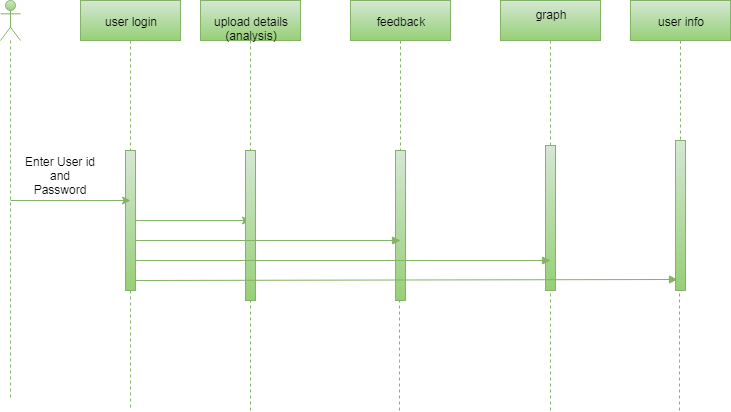 user login
upload details
(analysis)
feedback
graph
user info
Enter User id
and
Password